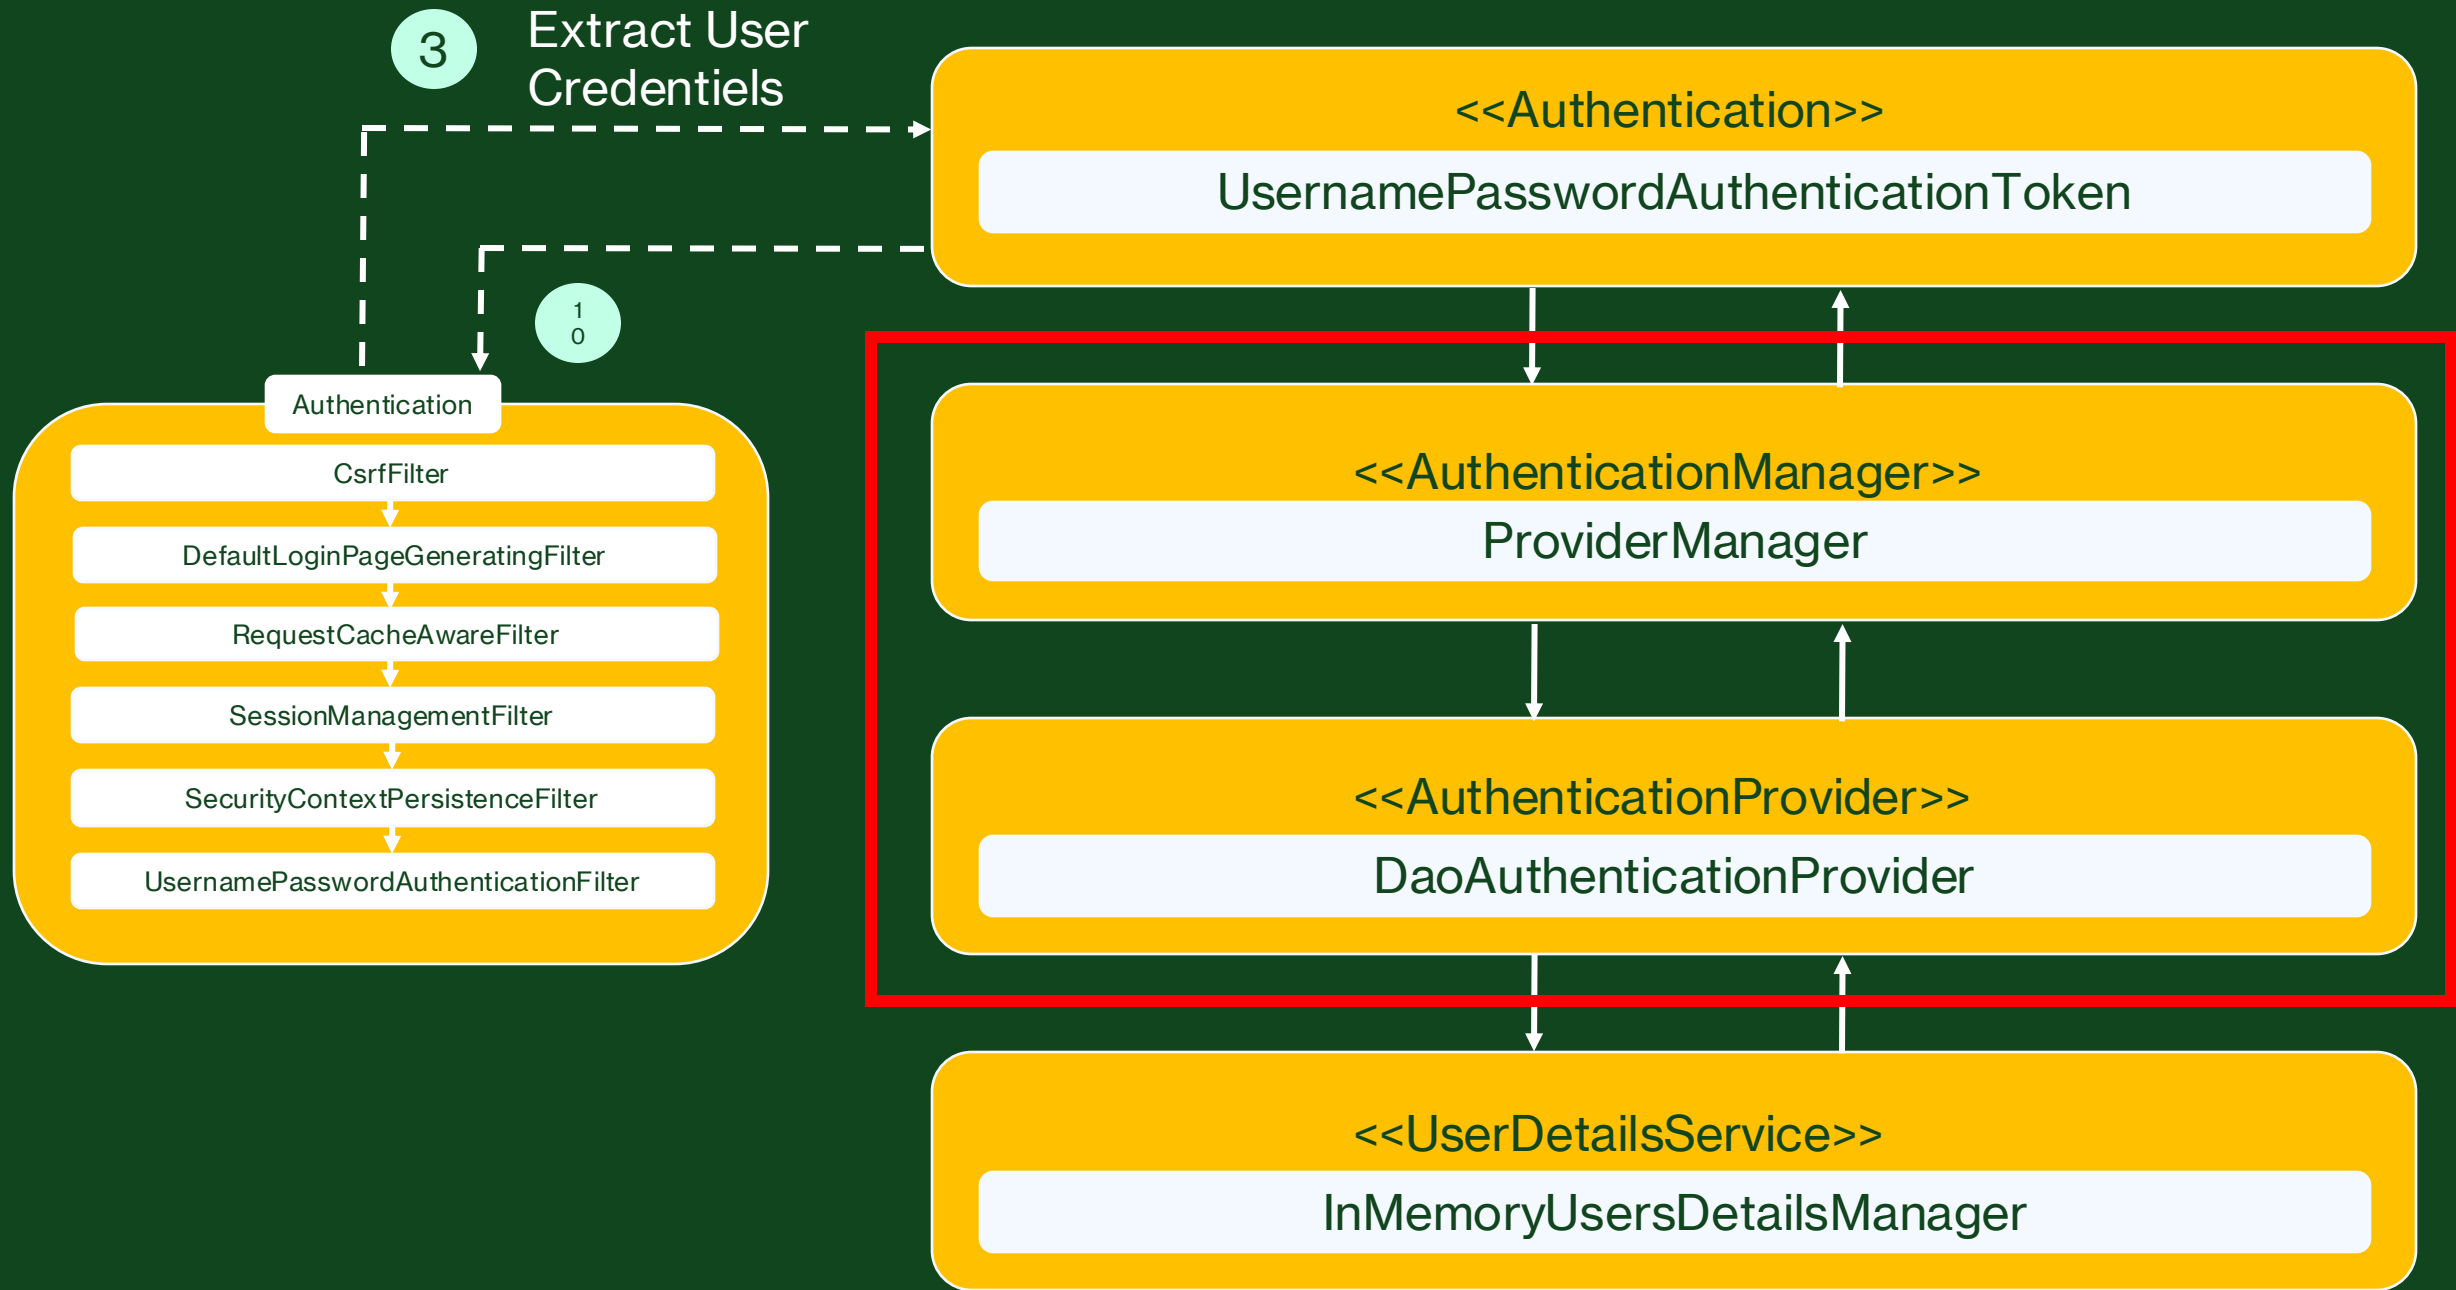 3
Extract User
Credentiels
<<Authentication>>
UsernamePasswordAuthenticationToken
1
0
Authentication
CsrfFilter
DefaultLoginPageGeneratingFilter
RequestCacheAwareFilter
SessionManagementFilter
SecurityContextPersistenceFilter
UsernamePasswordAuthenticationFilter
<<AuthenticationManager>>
ProviderManager
<<AuthenticationProvider>>
DaoAuthenticationProvider
<<UserDetailsService>>
InMemoryUsersDetailsManager